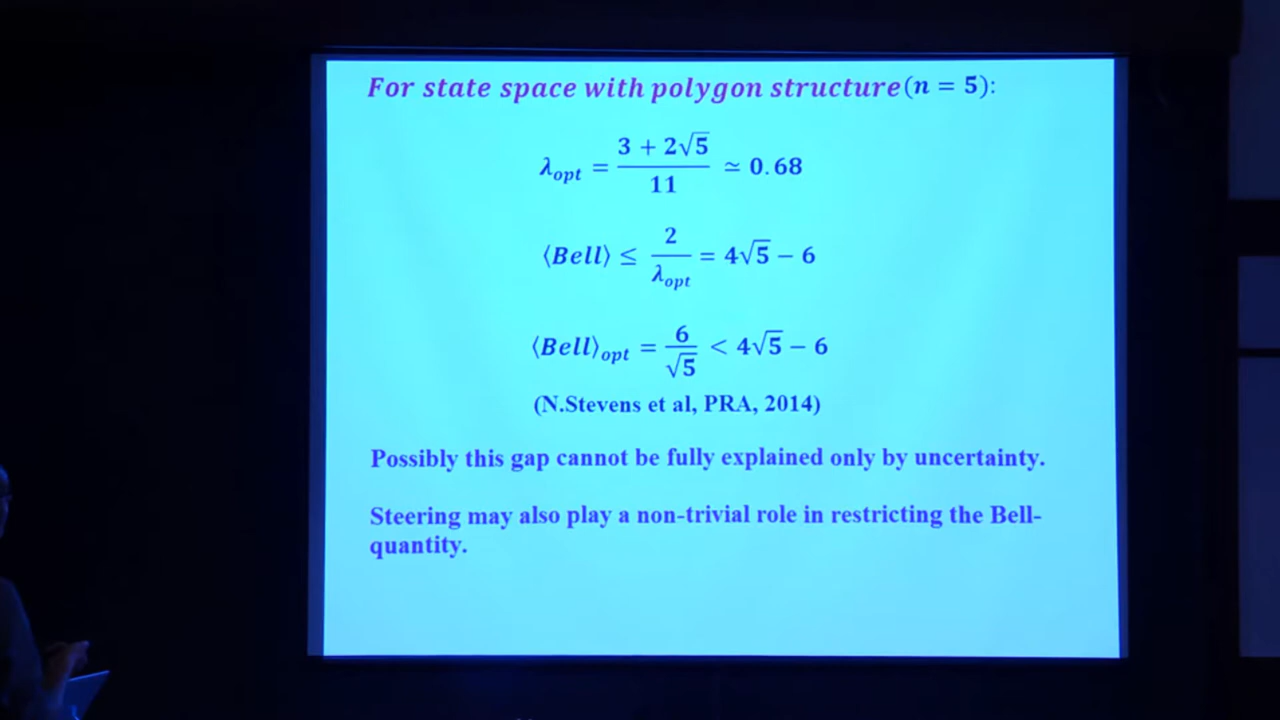 For state space with polygon structure(n = 5):
λ_opt = (3 + 2√5)/11 ≃ 0.68
⟨Bell⟩ ≤ 2/λ_opt = 4√5 − 6
⟨Bell⟩_opt = 6/√5 < 4√5 − 6
(N.Stevens et al, PRA, 2014)
Possibly this gap cannot be fully explained only by uncertainty.
Steering may also play a non-trivial role in restricting the Bell-
quantity.